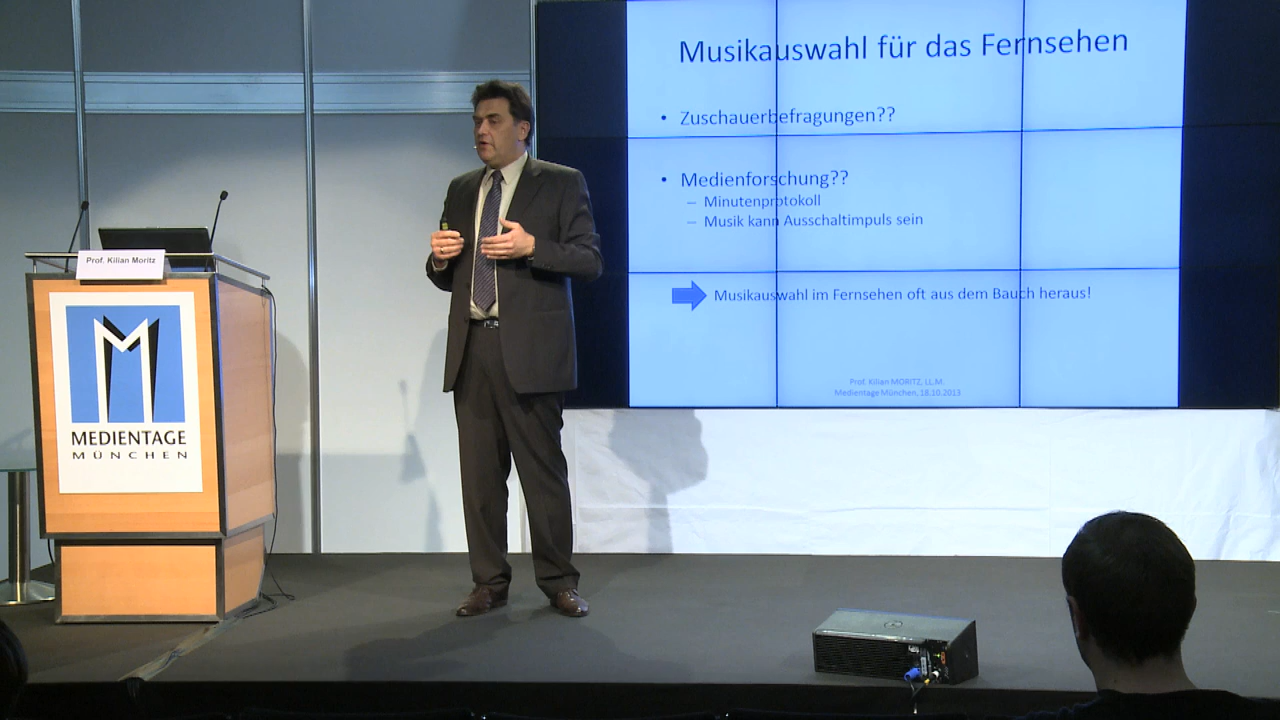 Musikauswahl für das Fernsehen
• Zuschauerbefragungen??
• Medienforschung??
– Minutenprotokoll
– Musik kann Ausschaltimpuls sein
Musikauswahl im Fernsehen oft aus dem Bauch heraus!
Prof. Kilian MORITZ, LL.M.
Medientage München, 18.10.2013
Prof. Kilian Moritz
M
MEDIENTAGE
MÜNCHEN